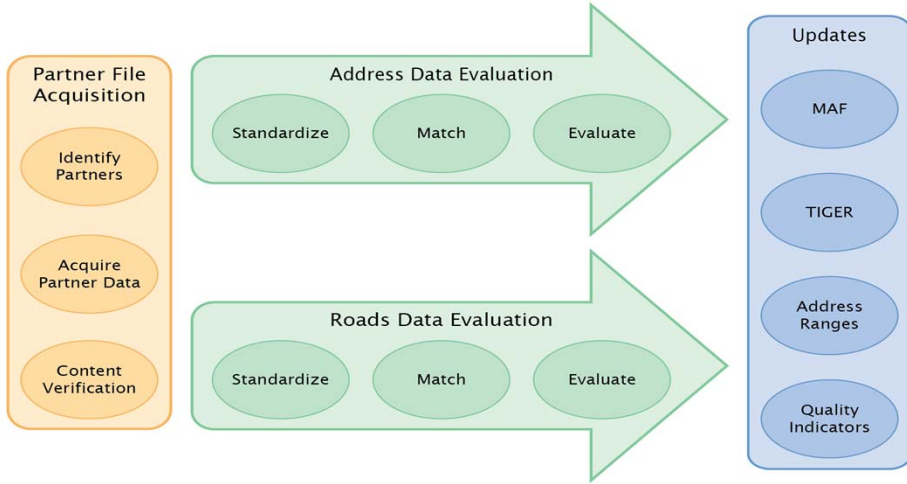 Partner File
Acquisition
Identify
Partners
Acquire
Partner Data
Content
Verification
Address Data Evaluation
Standardize
Match
Evaluate
Roads Data Evaluation
Standardize
Match
Evaluate
Updates
MAF
TIGER
Address
Ranges
Quality
Indicators